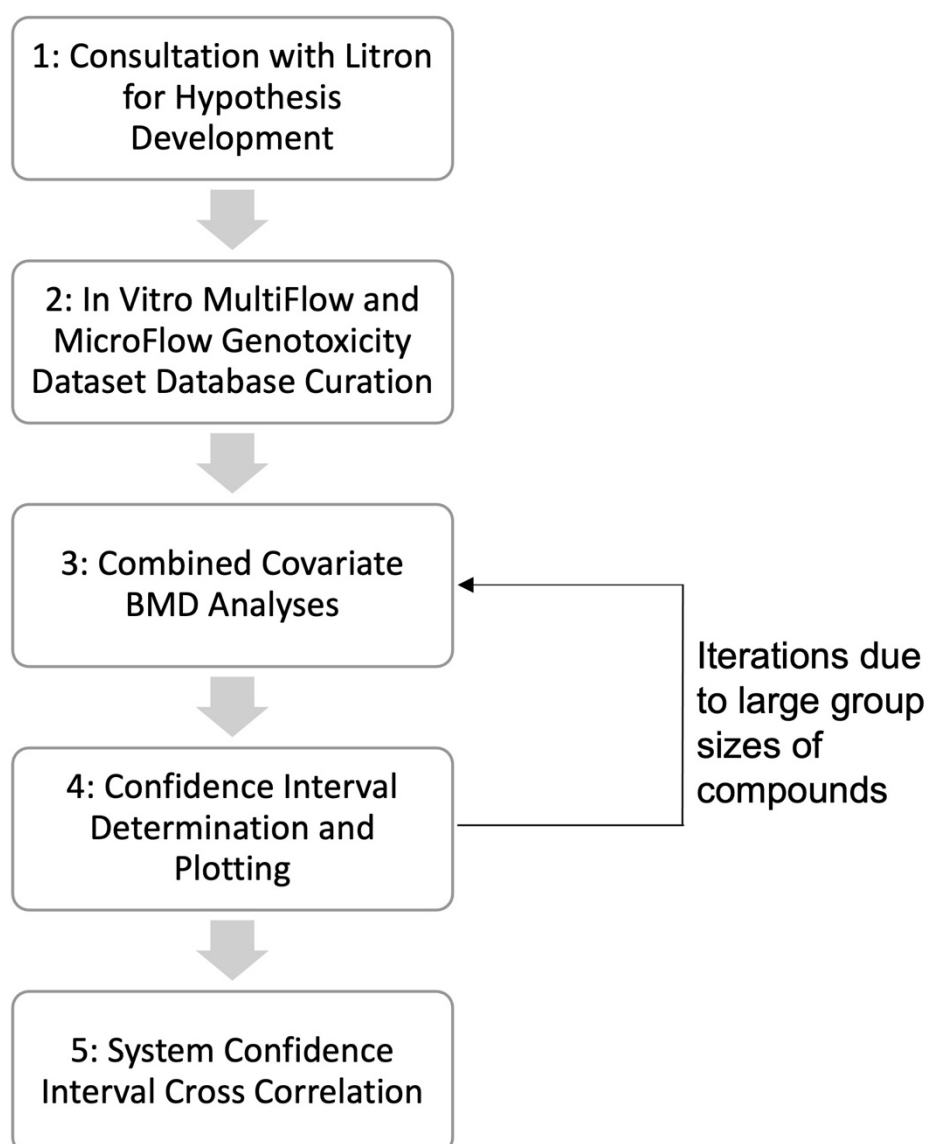 1: Consultation with Litron
for Hypothesis
Development
2: In Vitro MultiFlow and
MicroFlow Genotoxicity
Dataset Database Curation
3: Combined Covariate
BMD Analyses
Iterations due
to large group
sizes of
compounds
4: Confidence Interval
Determination and
Plotting
5: System Confidence
Interval Cross Correlation